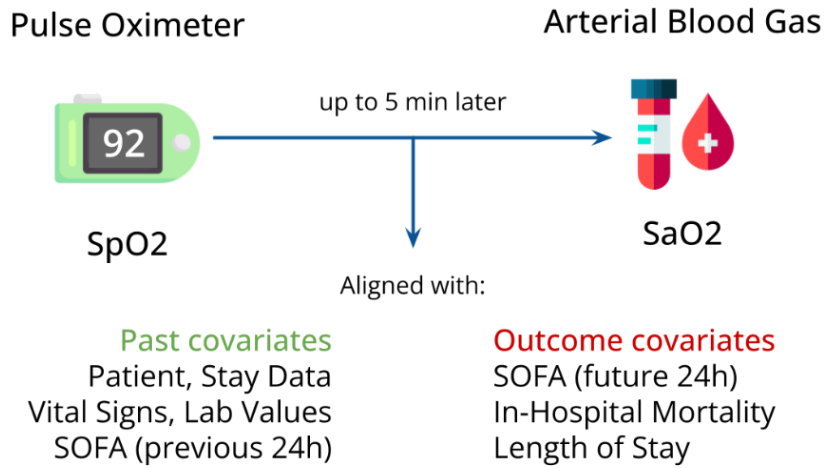 Pulse Oximeter
Arterial Blood Gas
up to 5 min later
92
SpO2
SaO2
Aligned with:
Past covariates
Patient, Stay Data
Vital Signs, Lab Values
SOFA (previous 24h)
Outcome covariates
SOFA (future 24h)
In-Hospital Mortality
Length of Stay